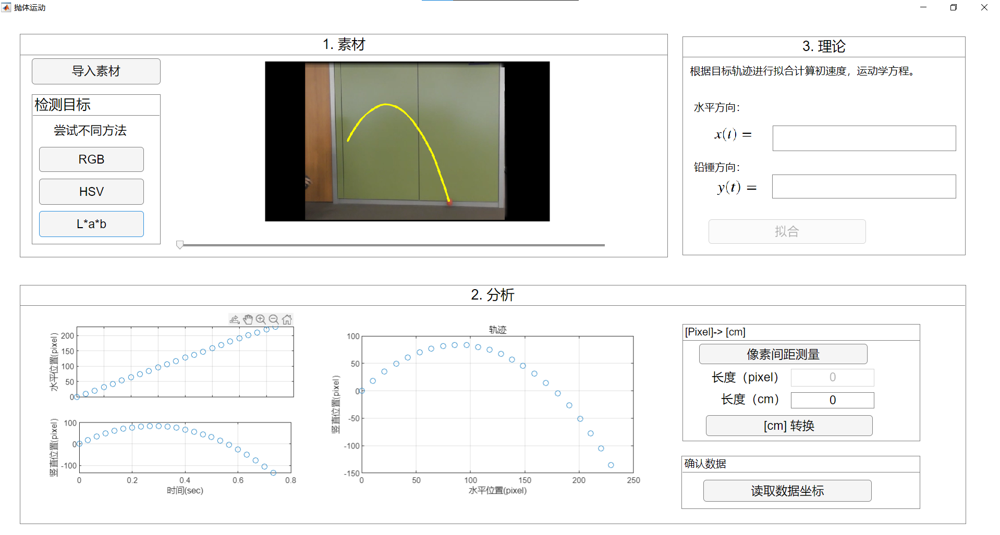 抛体运动
1. 素材
导入素材
检测目标
尝试不同方法
RGB
HSV
L*a*b
3. 理论
根据目标轨迹进行拟合计算初速度，运动学方程。
水平方向：
x(t) =
铅锤方向：
y(t) =
拟合
2. 分析
水平位置(pixel)
200
150
100
50
0
竖直位置(pixel)
100
0
-100
0 0.2 0.4 0.6 0.8
时间(sec)
轨迹
竖直位置(pixel)
100
50
0
-50
-100
-150
0 50 100 150 200 250
水平位置(pixel)
[Pixel]-> [cm]
像素间距测量
长度（pixel） 0
长度（cm） 0
[cm] 转换
确认数据
读取数据坐标